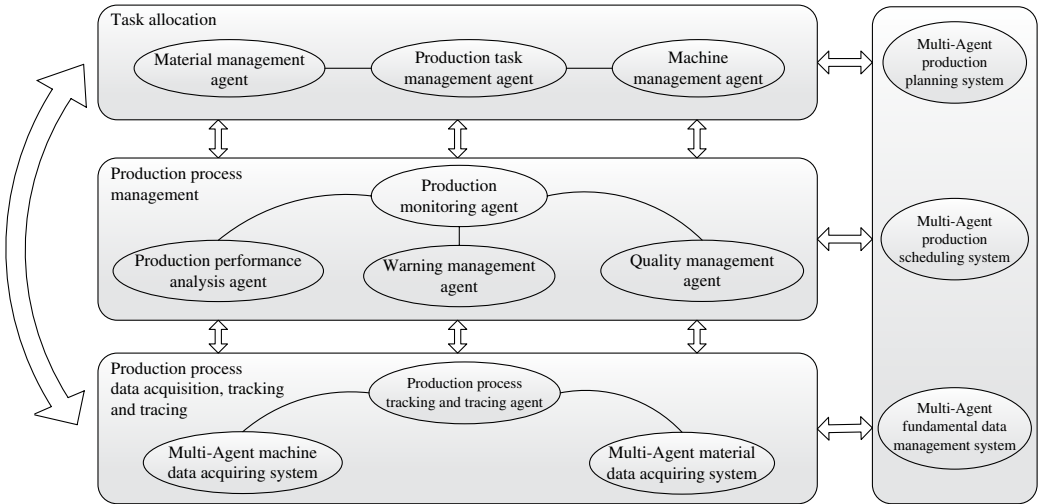 Task allocation
Material management
agent
Production task
management agent
Machine
management agent
Multi-Agent
production
planning system
Production process
management
Production
monitoring agent
Production performance
analysis agent
Warning management
agent
Quality management
agent
Multi-Agent
production
scheduling system
Production process
data acquisition, tracking
and tracing
Production process
tracking and tracing agent
Multi-Agent machine
data acquiring system
Multi-Agent material
data acquiring system
Multi-Agent
fundamental data
management system